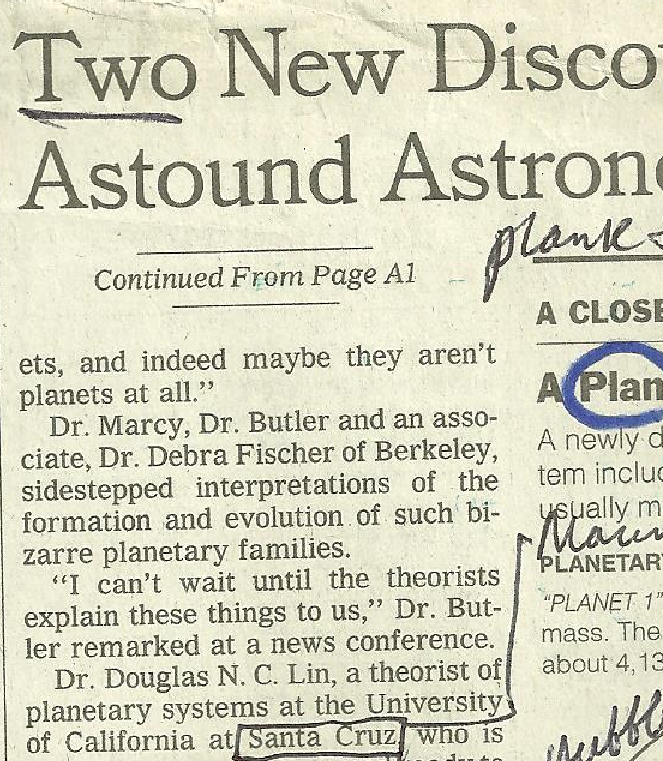 Two New Disco
Astound Astron
Continued From Page A1
ets, and indeed maybe they aren't
planets at all."
Dr. Marcy, Dr. Butler and an asso-
ciate, Dr. Debra Fischer of Berkeley,
sidestepped interpretations of the
formation and evolution of such bi-
zarre planetary families.
"I can't wait until the theorists
explain these things to us," Dr. But-
ler remarked at a news conference.
Dr. Douglas N. C. Lin, a theorist of
planetary systems at the University
of California at Santa Cruz who is
plank
A CLOSE
A Plan
A newly d
tem includ
usually m
PLANETAR
"PLANET 1"
mass. The
about 4,13